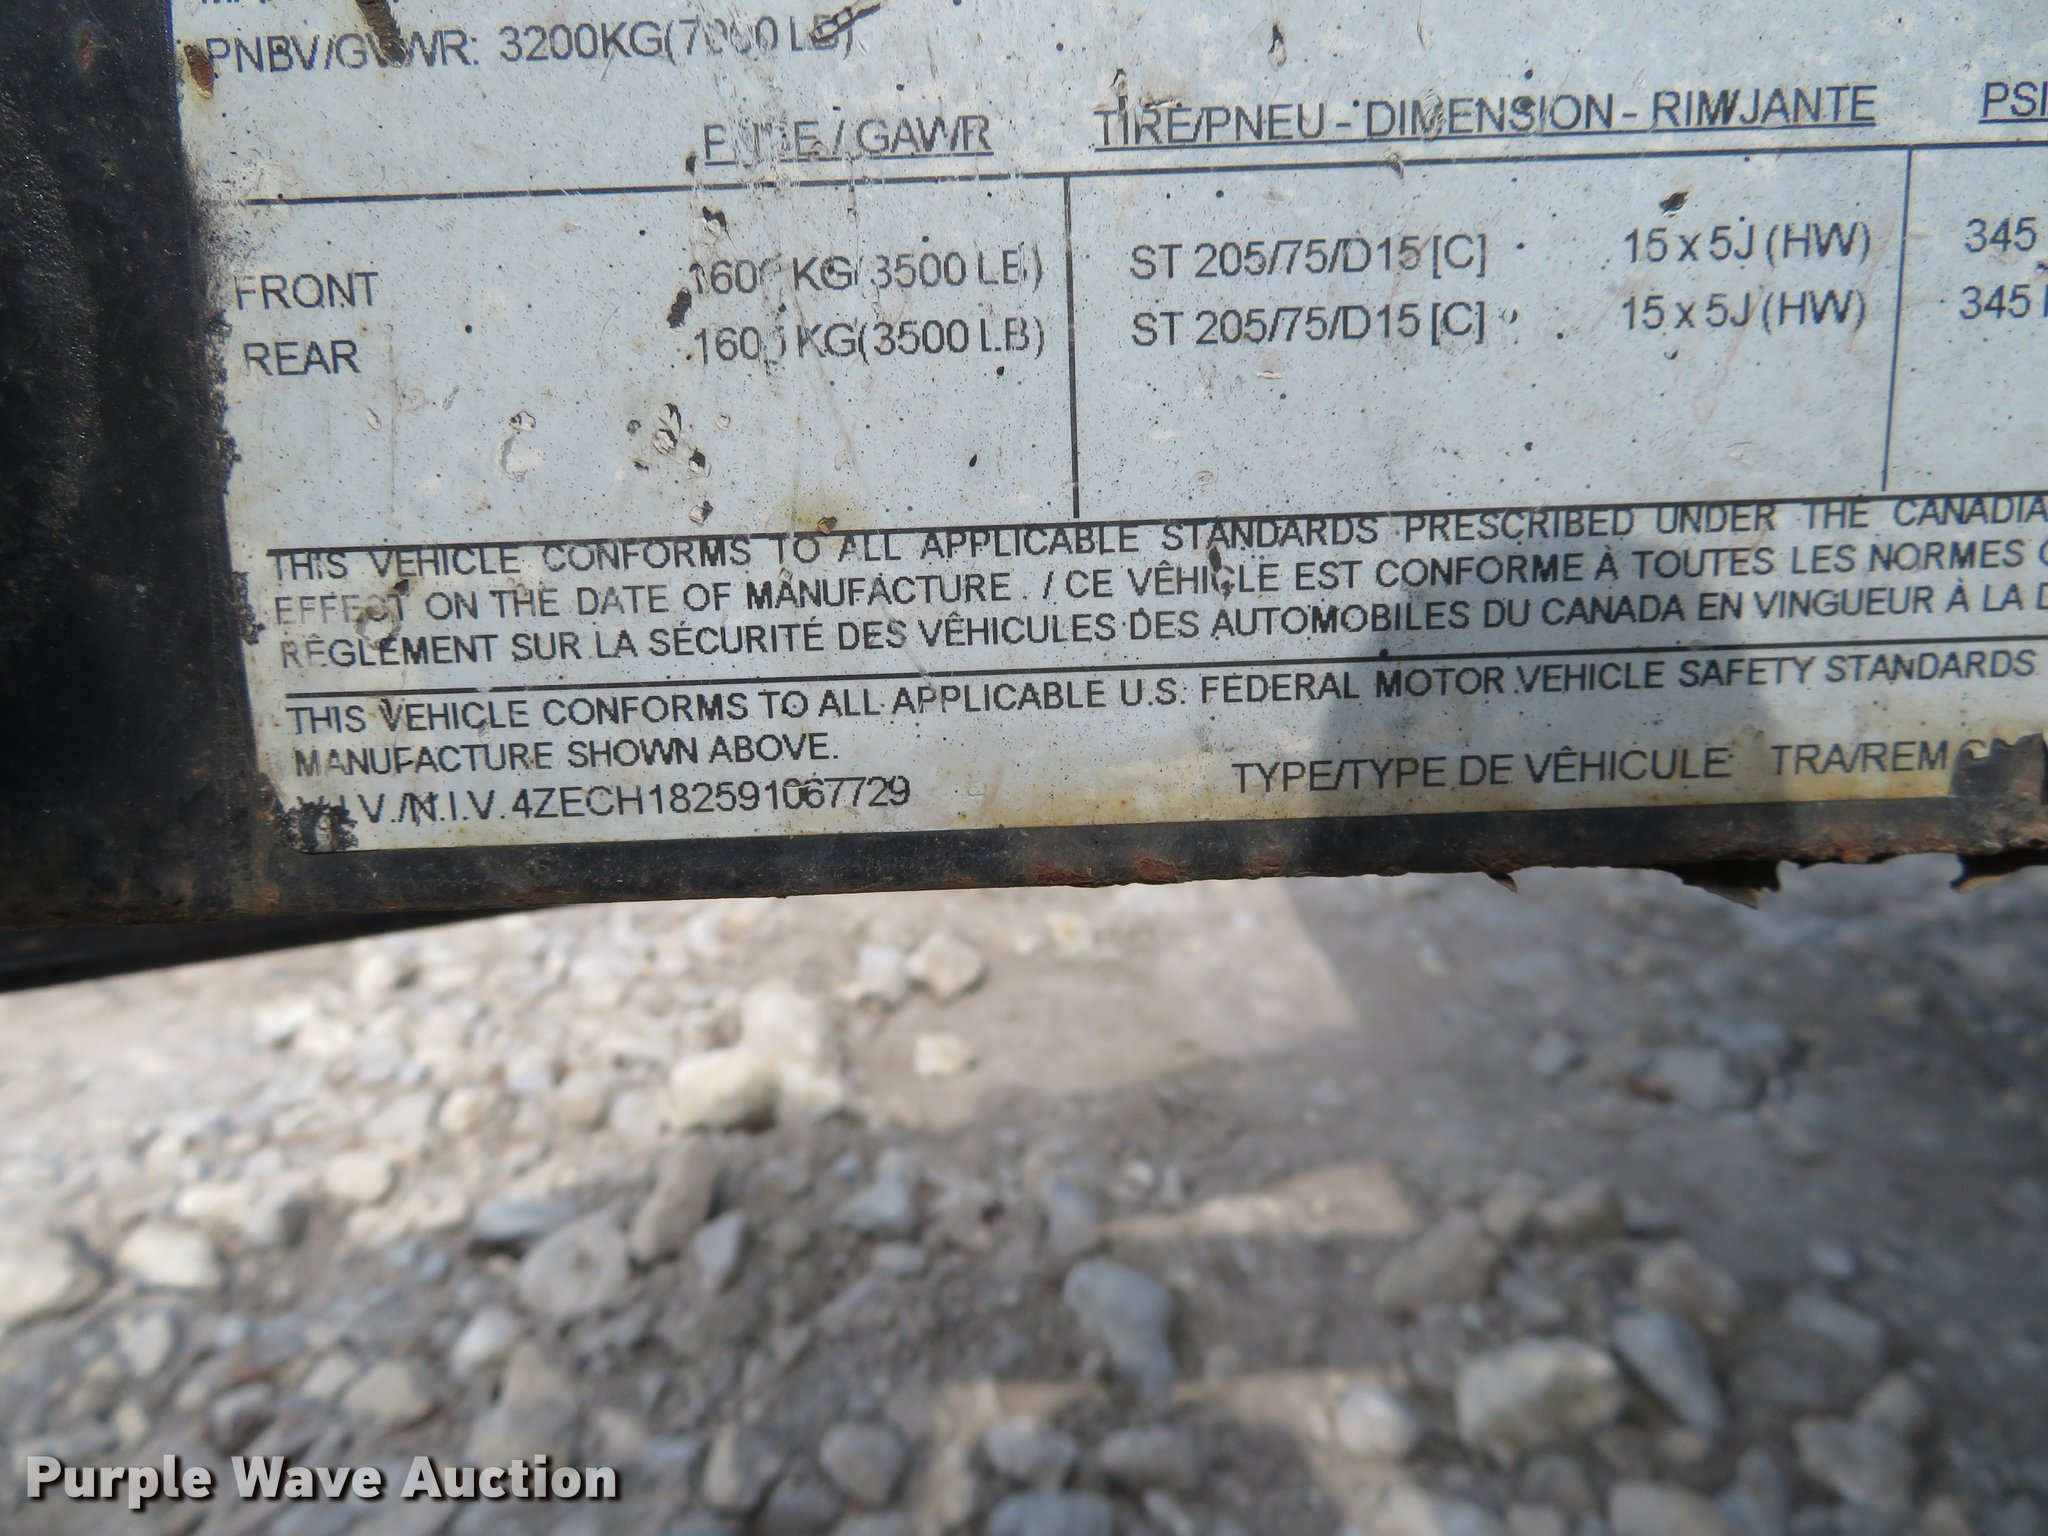 PNBV/GVWR: 3200KG(7000 LB)
/ GAWR TIRE/PNEU - DIMENSION - RIM/JANTE PSI
FRONT 1600 KG(3500 LB) ST 205/75/D15 [C] 15 x 5J (HW) 345
REAR 1600 KG(3500 LB) ST 205/75/D15 [C] 15 x 5J (HW) 345
THIS VEHICLE CONFORMS TO ALL APPLICABLE STANDARDS PRESCRIBED UNDER THE CANADIA
EFFECT ON THE DATE OF MANUFACTURE . / CE VÊHICLE EST CONFORME À TOUTES LES NORMES
RÊGLEMENT SUR LA SÉCURITÉ DES VÊHICULES DES AUTOMOBILES DU CANADA EN VINGUEUR À LA D
THIS VEHICLE CONFORMS TO ALL APPLICABLE U.S. FEDERAL MOTOR VEHICLE SAFETY STANDARDS
MANUFACTURE SHOWN ABOVE.
V.I.V./N.I.V. 4ZECH182591067729 TYPE/TYPE DE VÊHICULE TRA/REM
Purple Wave Auction